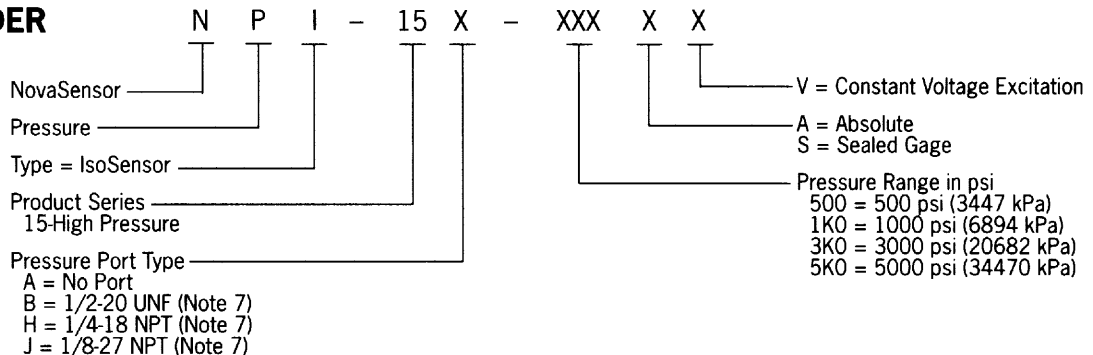 DER
N P I – 15 X – XXX X X
NovaSensor
Pressure
Type = IsoSensor
Product Series
15-High Pressure
Pressure Port Type
A = No Port
B = 1/2-20 UNF (Note 7)
H = 1/4-18 NPT (Note 7)
J = 1/8-27 NPT (Note 7)
V = Constant Voltage Excitation
A = Absolute
S = Sealed Gage
Pressure Range in psi
500 = 500 psi (3447 kPa)
1K0 = 1000 psi (6894 kPa)
3K0 = 3000 psi (20682 kPa)
5K0 = 5000 psi (34470 kPa)